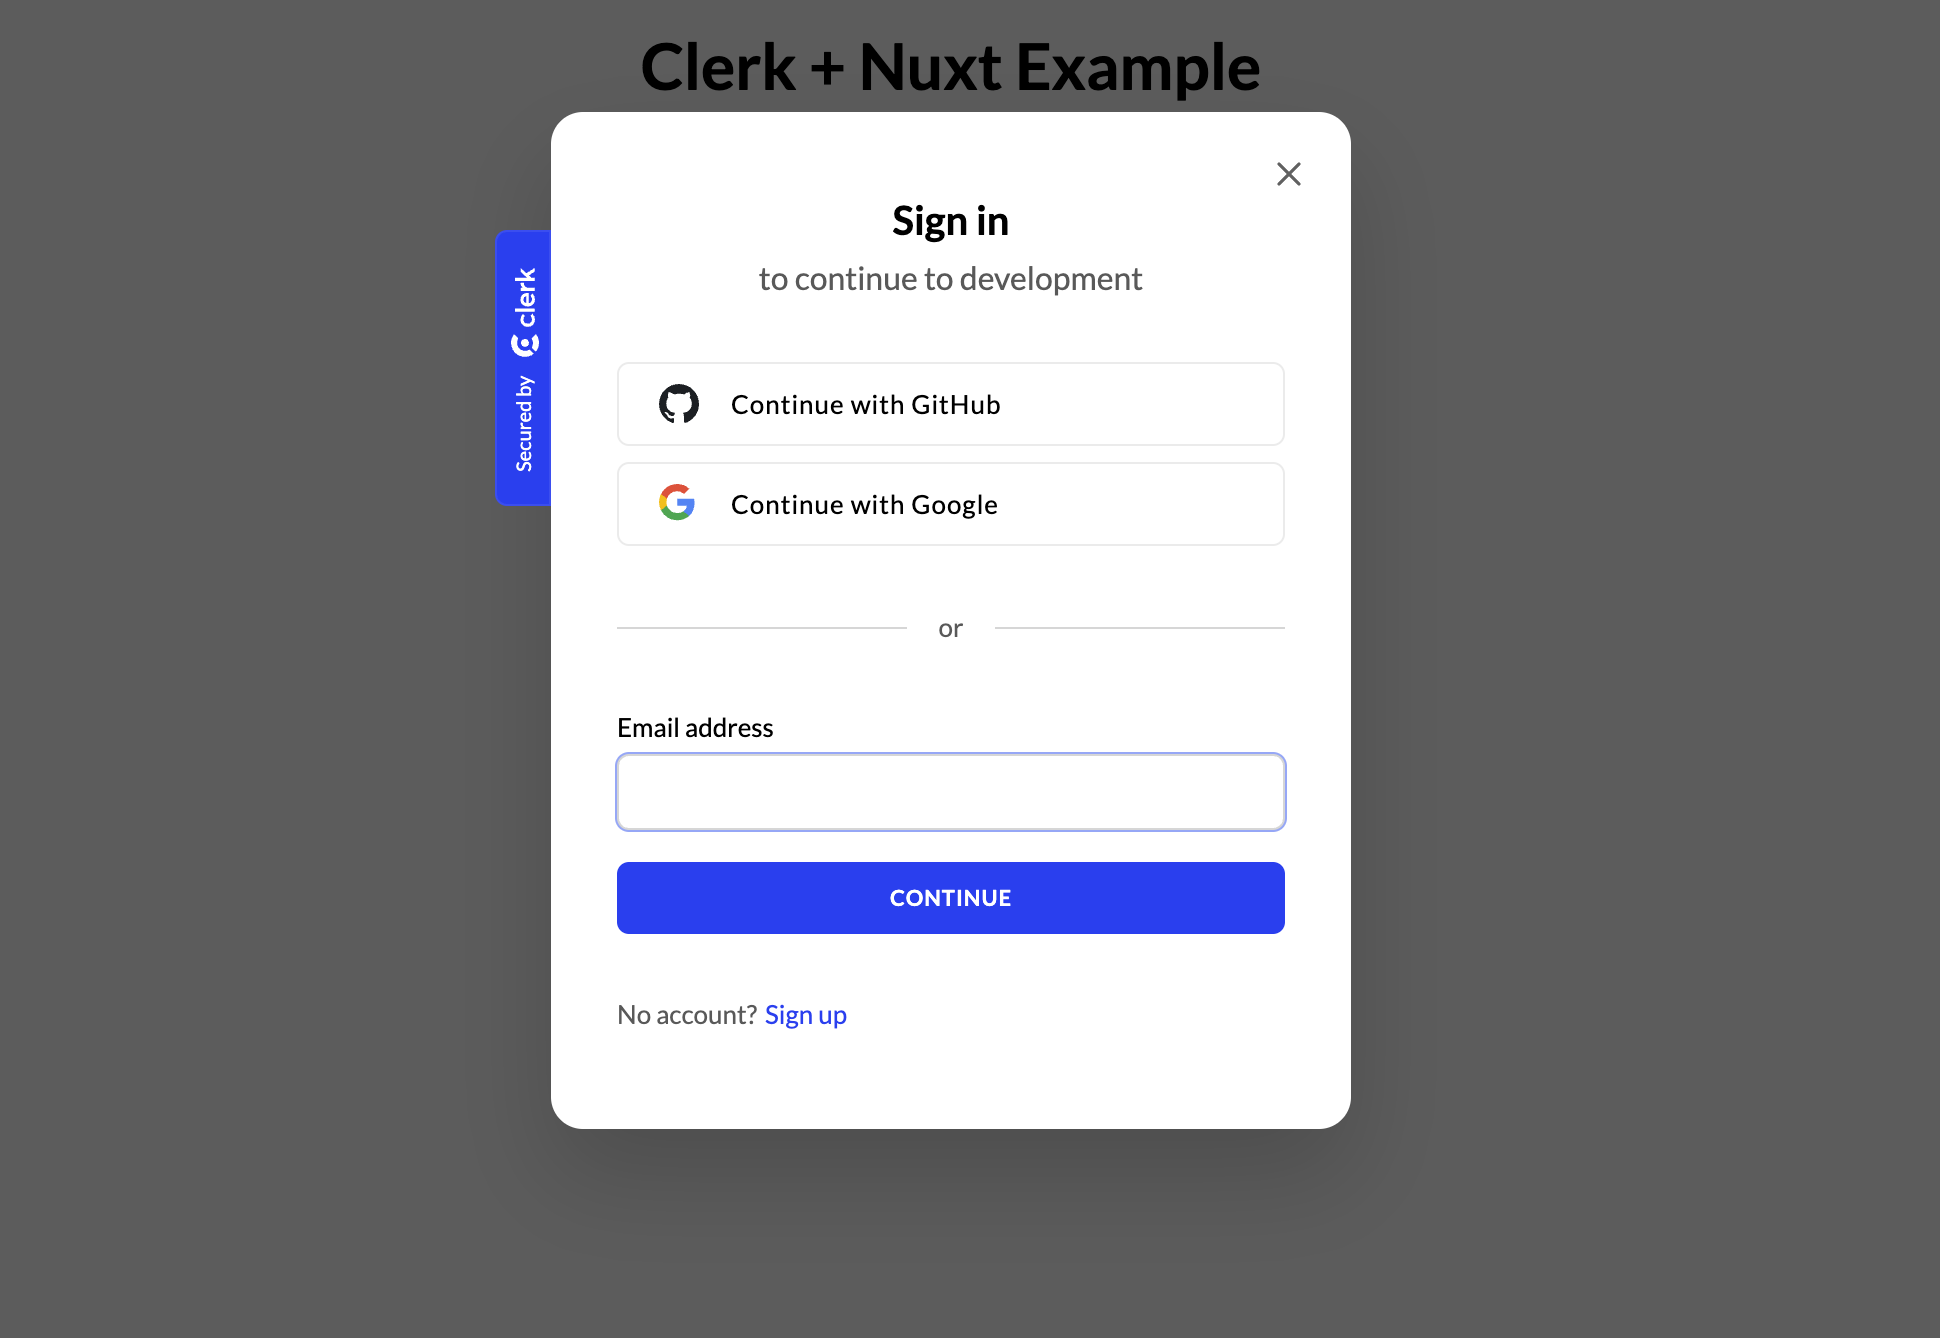 Clerk + Nuxt Example
Sign in
to continue to development
Secured by clerk
Continue with GitHub
Continue with Google
or
Email address
CONTINUE
No account? Sign up